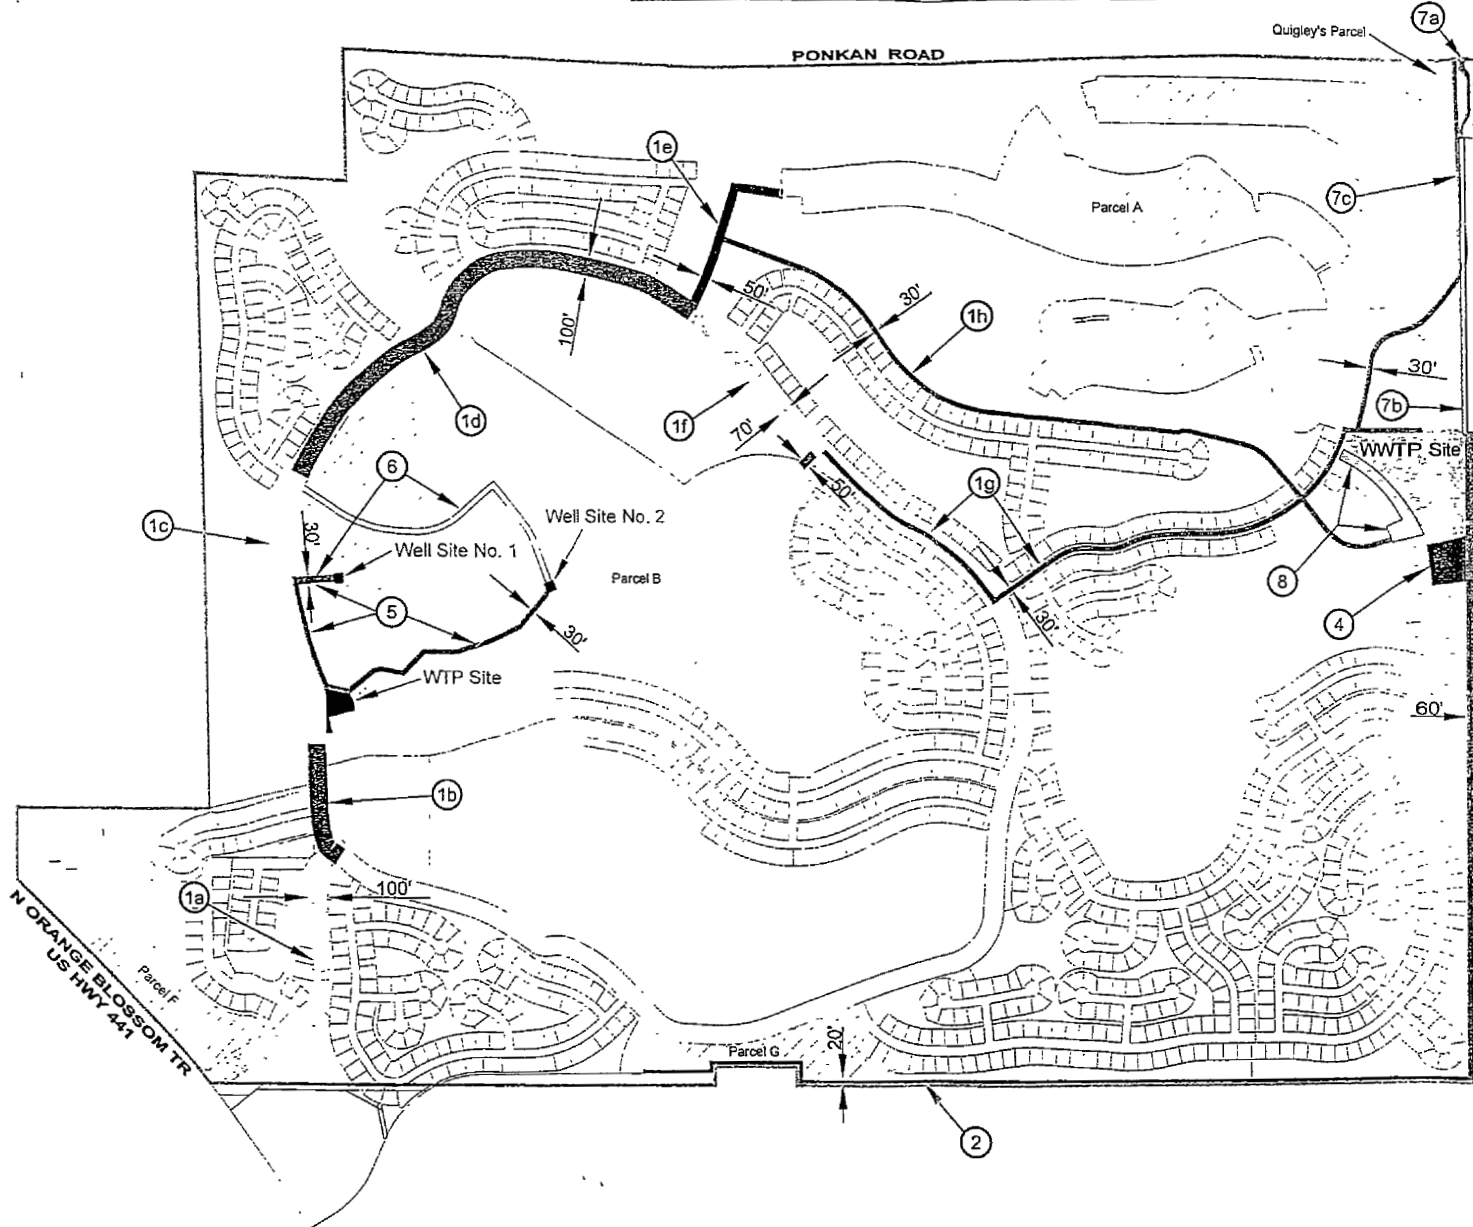 7a
Quigley's Parcel
PONKAN ROAD
1e
7c
Parcel A
50'
30'
1h
100'
30'
1d
1f
7b
70'
WWTP Site
6
50'
1g
1c
30'
Well Site No. 2
Well Site No. 1
Parcel B
8
5
30'
30'
4
WTP Site
60'
1b
1a
100'
N ORANGE BLOSSOM TR
US HWY 441
Parcel F
Parcel G
20'
2